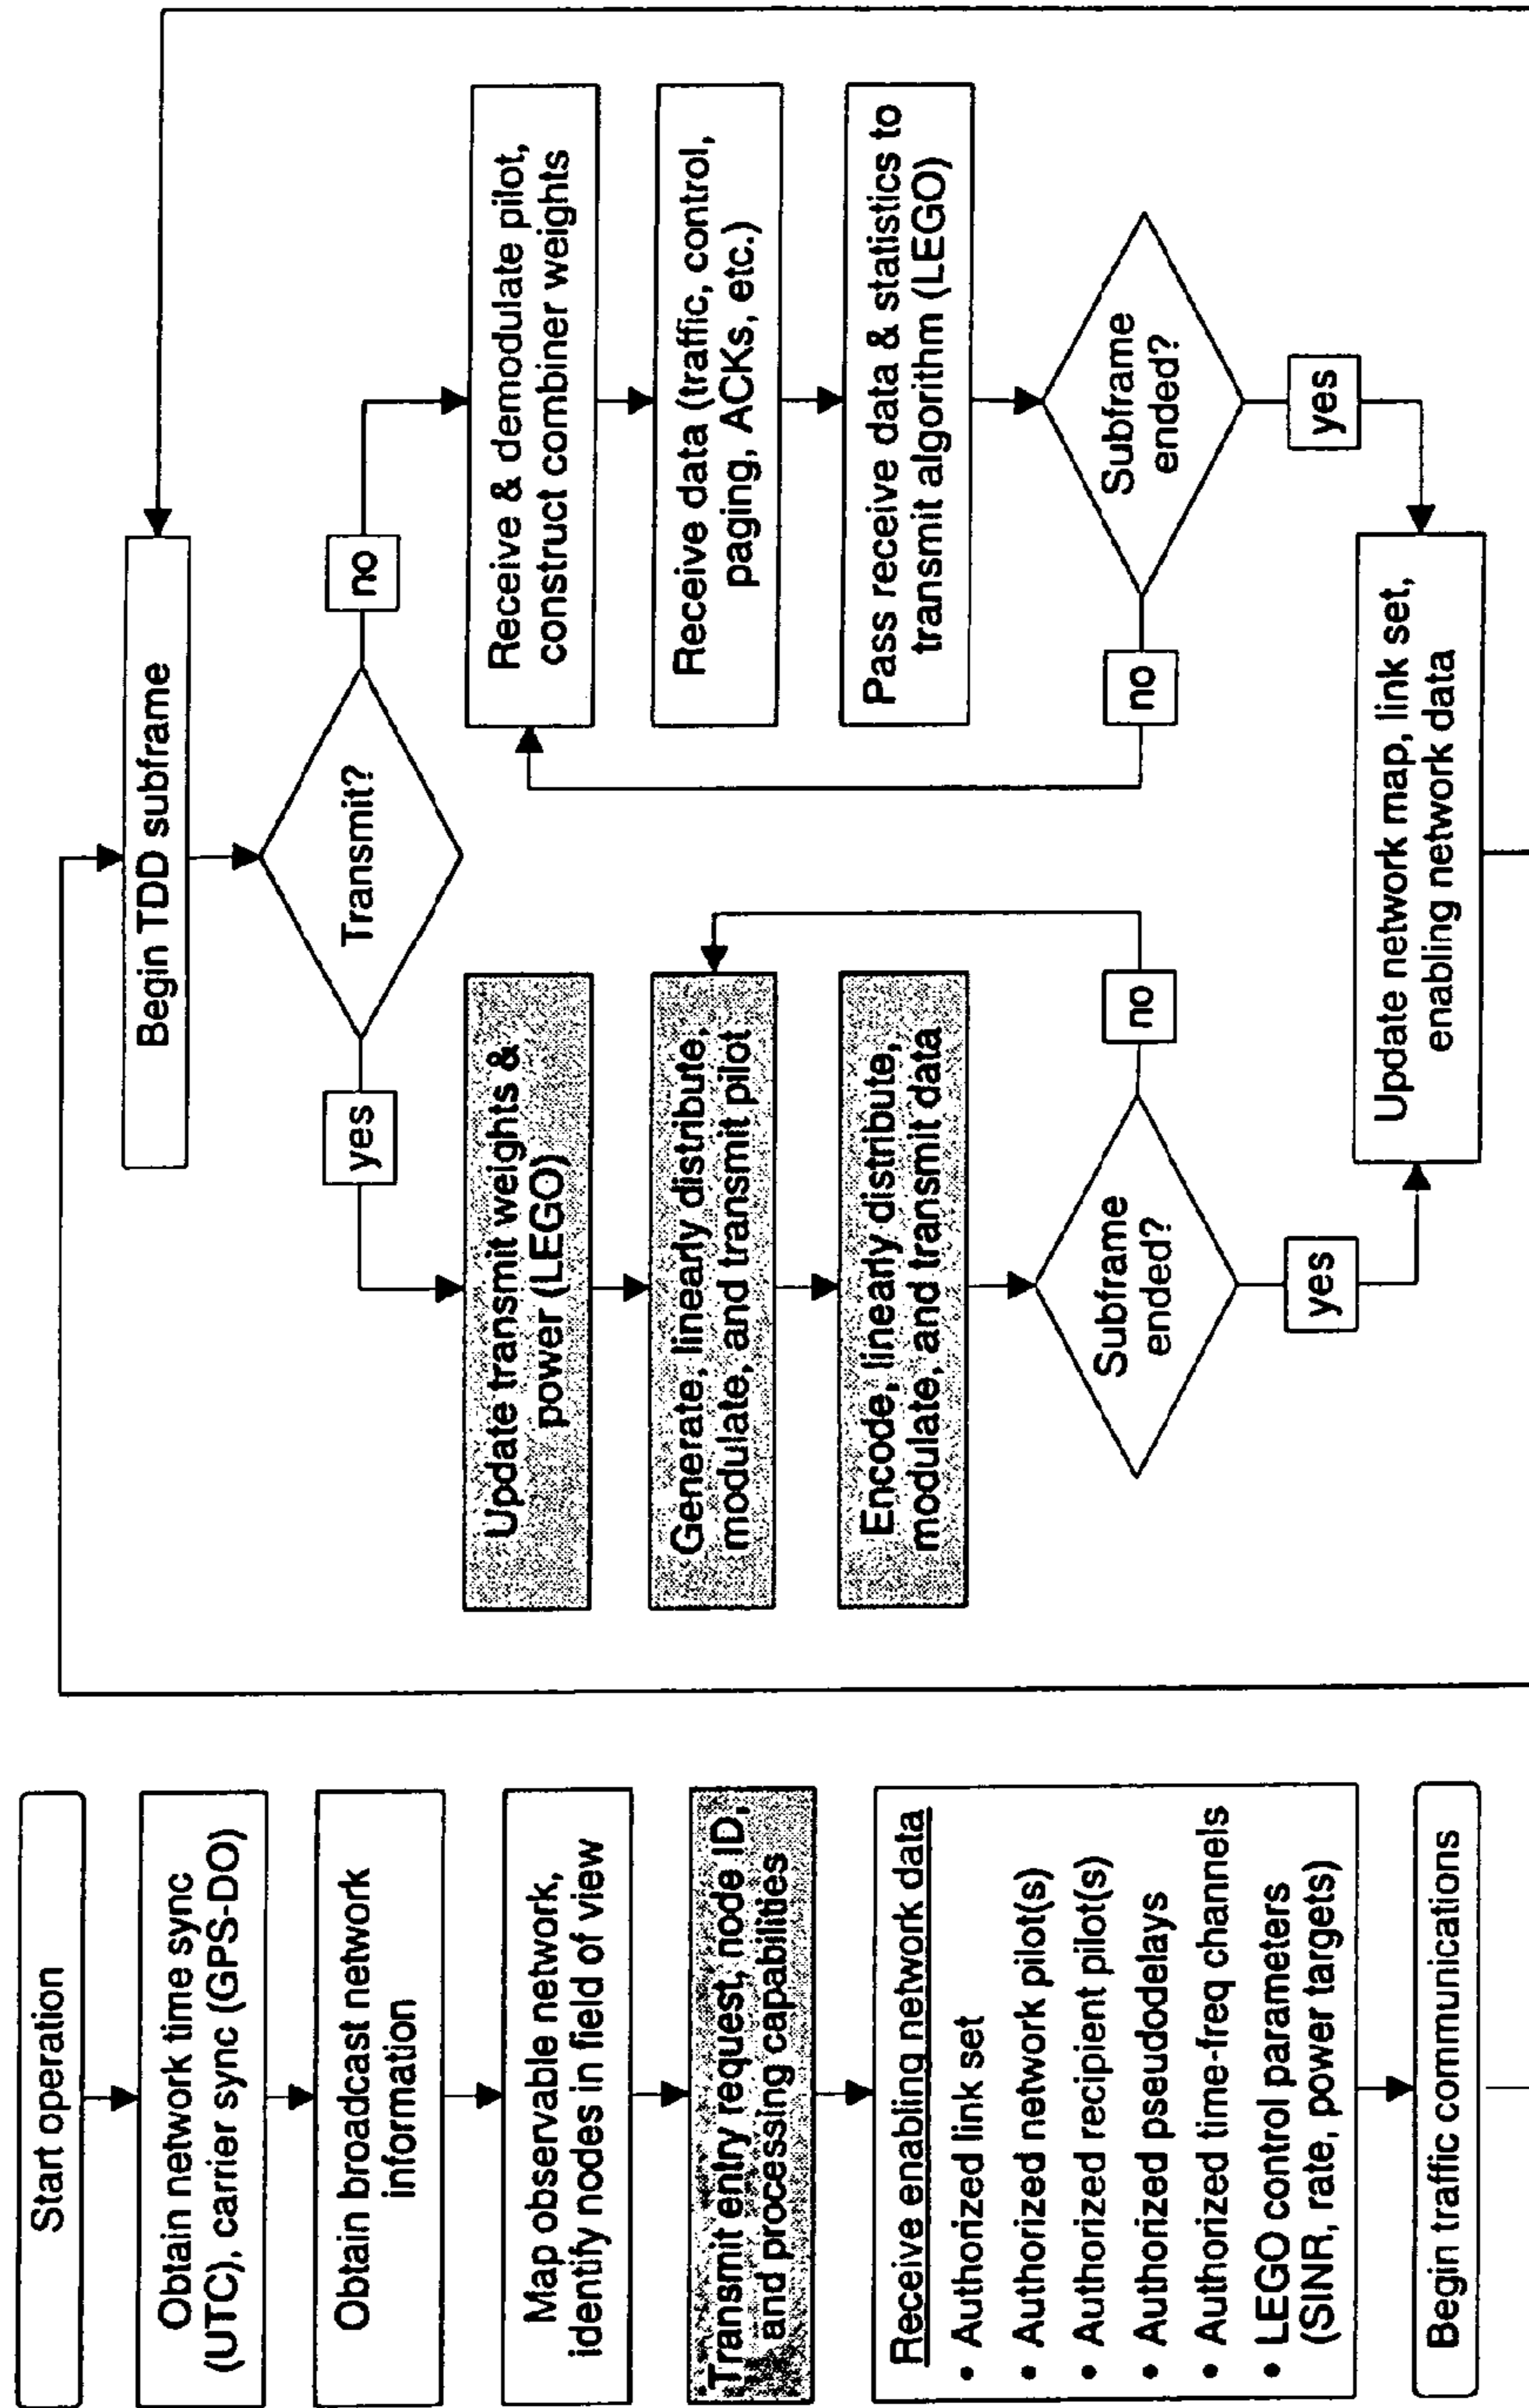 Start operation
Obtain network time sync
(UTC), carrier sync (GPS-DO)
Obtain broadcast network
information
Map observable network,
identify nodes in field of view
Transmit entry request, node ID,
and processing capabilities
Receive enabling network data
• Authorized link set
• Authorized network pilot(s)
• Authorized recipient pilot(s)
• Authorized pseudodelays
• Authorized time-freq channels
• LEGO control parameters
(SINR, rate, power targets)
Begin traffic communications
Begin TDD subframe
Transmit?
yes
no
Update transmit weights &
power (LEGO)
Generate, linearly distribute,
modulate, and transmit pilot
Encode, linearly distribute,
modulate, and transmit data
Subframe
ended?
no
yes
Receive & demodulate pilot,
construct combiner weights
Receive data (traffic, control,
paging, ACKs, etc.)
Pass receive data & statistics to
transmit algorithm (LEGO)
Subframe
ended?
no
yes
Update network map, link set,
enabling network data